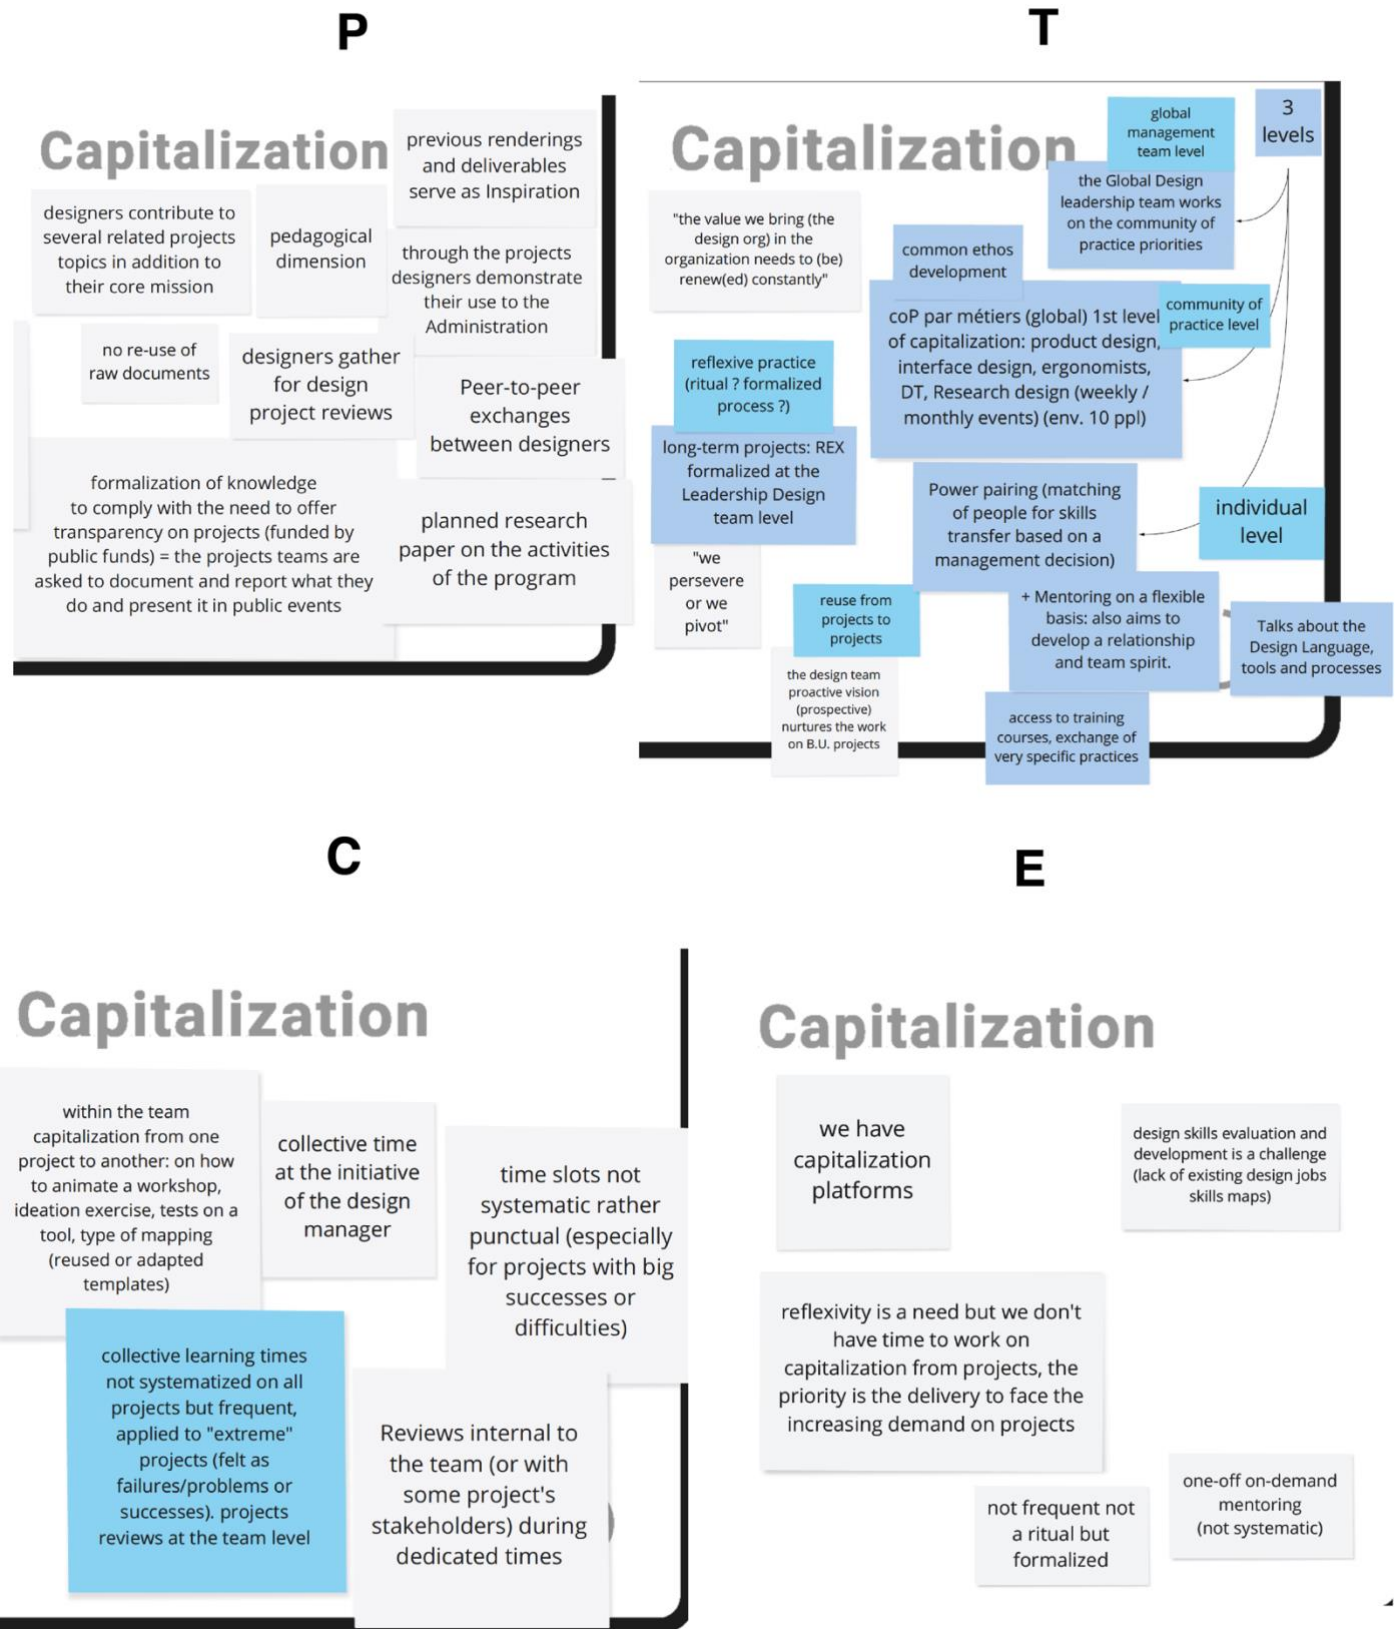 P
Capitalization
previous renderings
and deliverables
serve as Inspiration
designers contribute to
several related projects
topics in addition to
their core mission
pedagogical
dimension
through the projects
designers demonstrate
their use to the
Administration
no re-use of
raw documents
designers gather
for design
project reviews
Peer-to-peer
exchanges
between designers
formalization of knowledge
to comply with the need to offer
transparency on projects (funded by
public funds) = the projects teams are
asked to document and report what they
do and present it in public events
planned research
paper on the activities
of the program
T
Capitalization
global
management
team level
3
levels
the Global Design
leadership team works
on the community of
practice priorities
"the value we bring (the
design org) in the
organization needs to (be)
renew(ed) constantly"
common ethos
development
coP par métiers (global) 1st level
of capitalization: product design,
interface design, ergonomists,
DT, Research design (weekly /
monthly events) (env. 10 ppl)
community of
practice level
reflexive practice
(ritual ? formalized
process ?)
long-term projects: REX
formalized at the
Leadership Design
team level
"we
persevere
or we
pivot"
Power pairing (matching
of people for skills
transfer based on a
management decision)
individual
level
reuse from
projects to
projects
+ Mentoring on a flexible
basis: also aims to
develop a relationship
and team spirit.
Talks about the
Design Language,
tools and processes
the design team
proactive vision
(prospective)
nurtures the work
on B.U. projects
access to training
courses, exchange of
very specific practices
C
Capitalization
within the team
capitalization from one
project to another: on how
to animate a workshop,
ideation exercise, tests on a
tool, type of mapping
(reused or adapted
templates)
collective time
at the initiative
of the design
manager
time slots not
systematic rather
punctual (especially
for projects with big
successes or
difficulties)
collective learning times
not systematized on all
projects but frequent,
applied to "extreme"
projects (felt as
failures/problems or
successes). projects
reviews at the team level
Reviews internal to
the team (or with
some project's
stakeholders) during
dedicated times
E
Capitalization
we have
capitalization
platforms
design skills evaluation and
development is a challenge
(lack of existing design jobs
skills maps)
reflexivity is a need but we don't
have time to work on
capitalization from projects, the
priority is the delivery to face the
increasing demand on projects
not frequent not
a ritual but
formalized
one-off on-demand
mentoring
(not systematic)